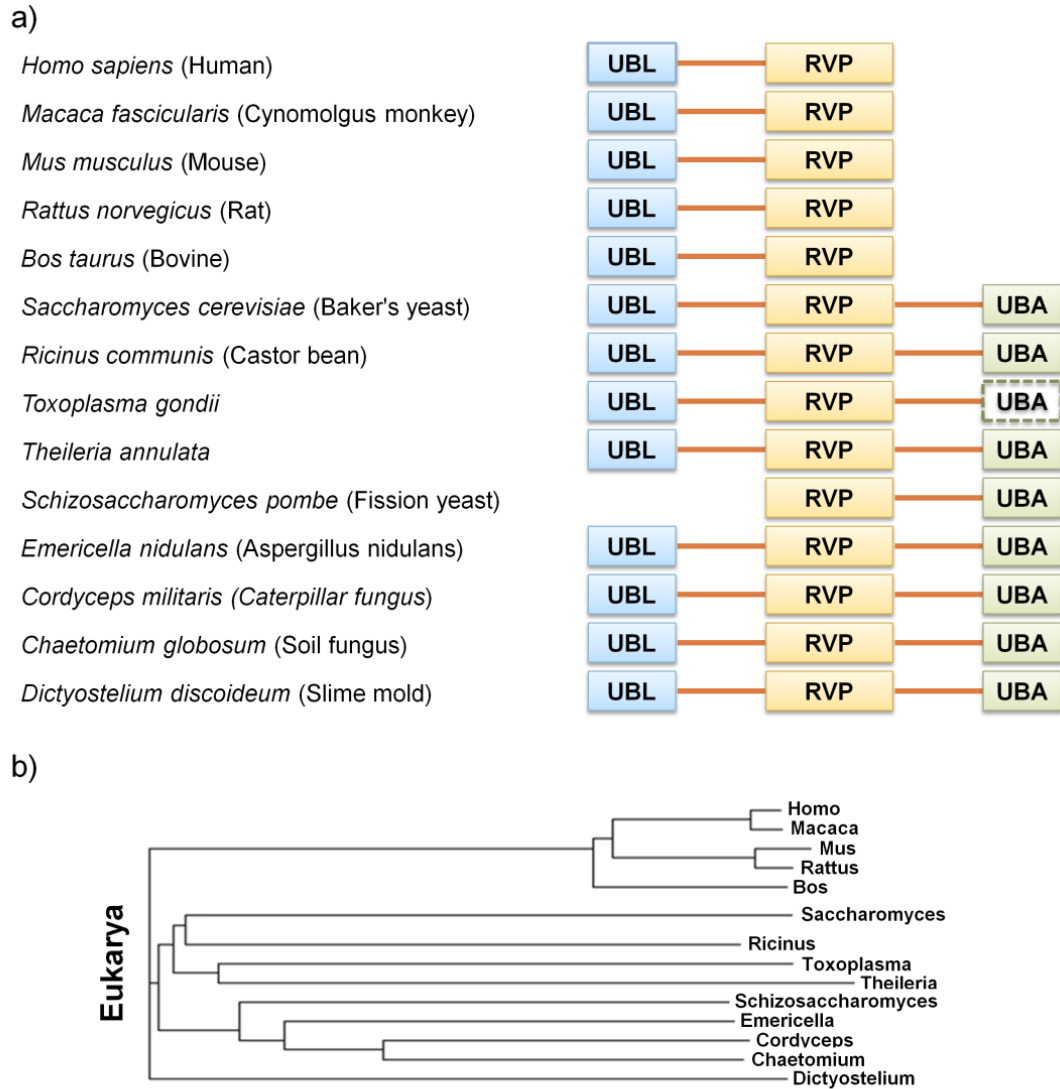 a)
Homo sapiens (Human) UBL RVP
Macaca fascicularis (Cynomolgus monkey) UBL RVP
Mus musculus (Mouse) UBL RVP
Rattus norvegicus (Rat) UBL RVP
Bos taurus (Bovine) UBL RVP
Saccharomyces cerevisiae (Baker's yeast) UBL RVP UBA
Ricinus communis (Castor bean) UBL RVP UBA
Toxoplasma gondii UBL RVP UBA
Theileria annulata UBL RVP UBA
Schizosaccharomyces pombe (Fission yeast) RVP UBA
Emericella nidulans (Aspergillus nidulans) UBL RVP UBA
Cordyceps militaris (Caterpillar fungus) UBL RVP UBA
Chaetomium globosum (Soil fungus) UBL RVP UBA
Dictyostelium discoideum (Slime mold) UBL RVP UBA
b)
Eukarya
Homo
Macaca
Mus
Rattus
Bos
Saccharomyces
Ricinus
Toxoplasma
Theileria
Schizosaccharomyces
Emericella
Cordyceps
Chaetomium
Dictyostelium